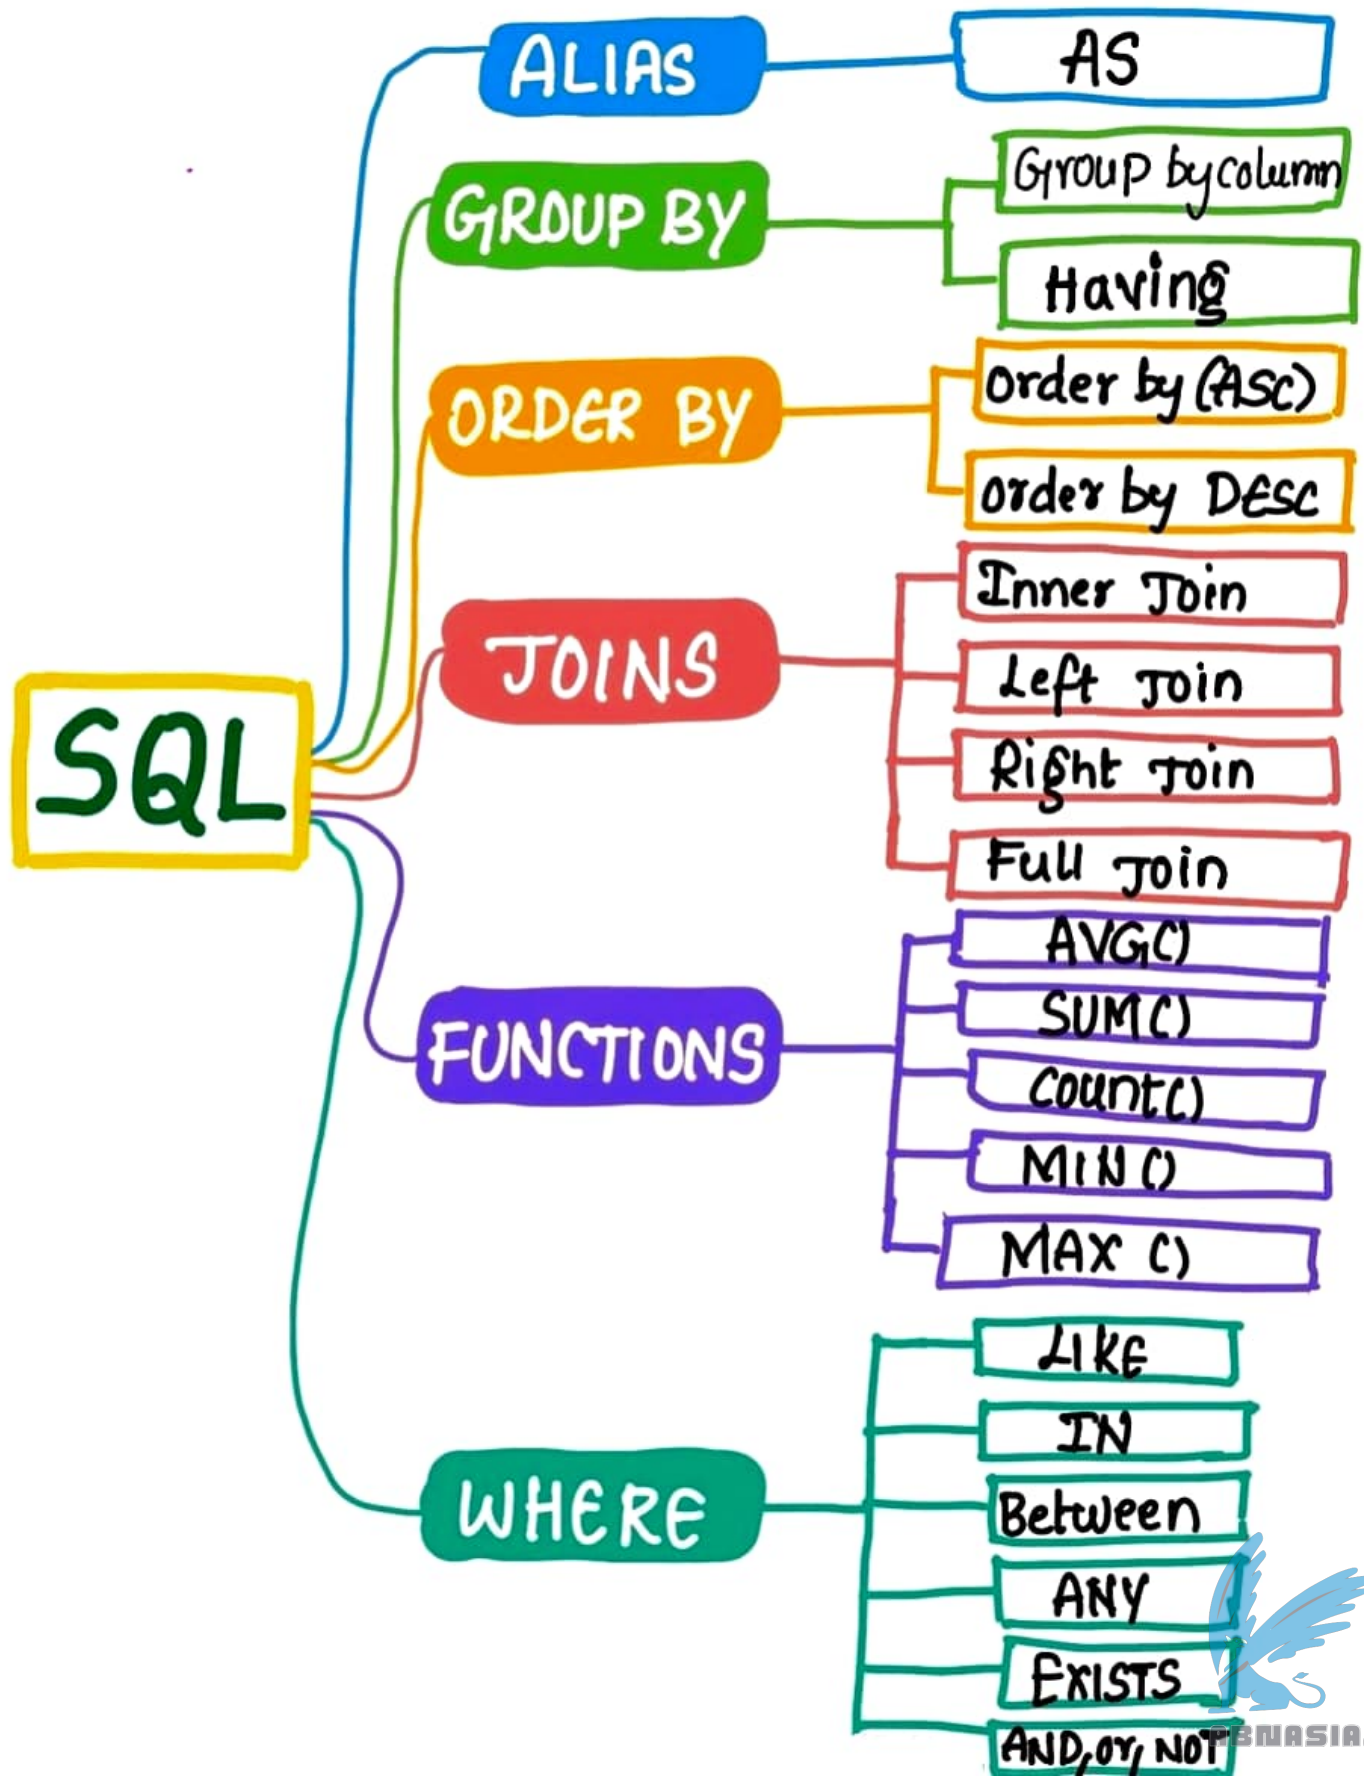 ALIAS
AS
GROUP BY
Group by column
Having
ORDER BY
order by (ASC)
order by DESC
SQL
JOINS
Inner Join
Left Join
Right Join
Full Join
FUNCTIONS
AVG()
SUM()
Count()
MIN()
MAX ()
WHERE
LIKE
IN
Between
ANY
EXISTS
AND, or, NOT
ABNASIA.